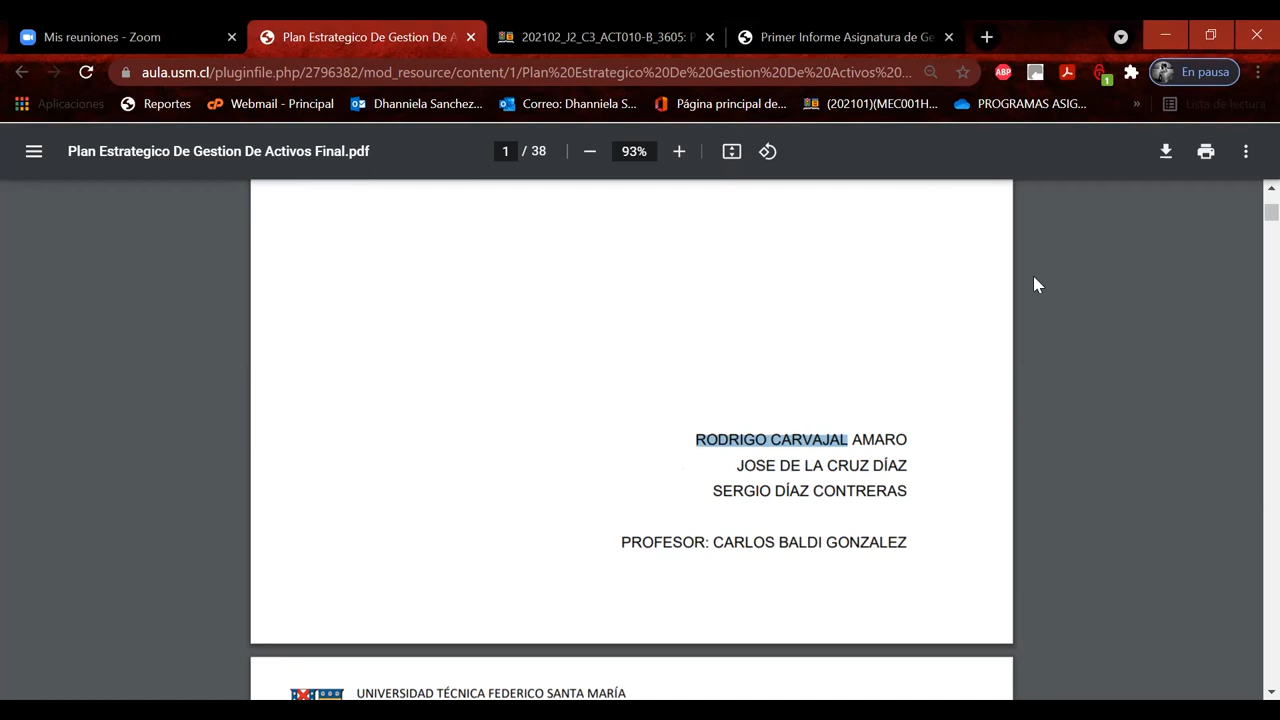 Mis reuniones - Zoom
Plan Estrategico De Gestion De A
202102_J2_C3_ACT010-B_3605: P
Primer Informe Asignatura de Ge
aula.usm.cl/pluginfile.php/2796382/mod_resource/content/1/Plan%20Estrategico%20De%20Gestion%20De%20Activos%20...
ABP
1
En pausa
Aplicaciones
Reportes
Webmail - Principal
Dhanniela Sanchez...
Correo: Dhanniela S...
Página principal de...
(202101)(MEC001H...
PROGRAMAS ASIG...
»
Lista de lectura
Plan Estrategico De Gestion De Activos Final.pdf
1 / 38
93%
RODRIGO CARVAJAL AMARO
JOSE DE LA CRUZ DÍAZ
SERGIO DÍAZ CONTRERAS
PROFESOR: CARLOS BALDI GONZALEZ
UNIVERSIDAD TÉCNICA FEDERICO SANTA MARÍA